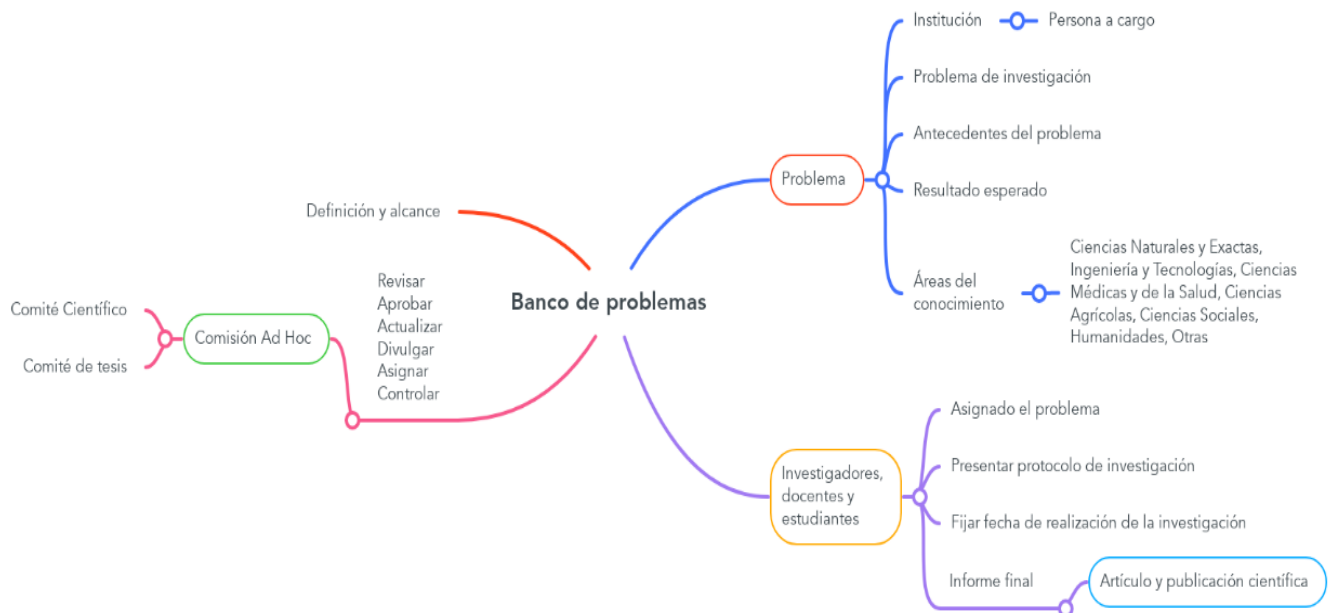 Banco de problemas
Definición y alcance
Revisar
Aprobar
Actualizar
Divulgar
Asignar
Controlar
Comisión Ad Hoc
Comité Científico
Comité de tesis
Problema
Institución
Persona a cargo
Problema de investigación
Antecedentes del problema
Resultado esperado
Áreas del
conocimiento
Ciencias Naturales y Exactas,
Ingeniería y Tecnologías, Ciencias
Médicas y de la Salud, Ciencias
Agrícolas, Ciencias Sociales,
Humanidades, Otras
Investigadores,
docentes y
estudiantes
Asignado el problema
Presentar protocolo de investigación
Fijar fecha de realización de la investigación
Informe final
Artículo y publicación científica